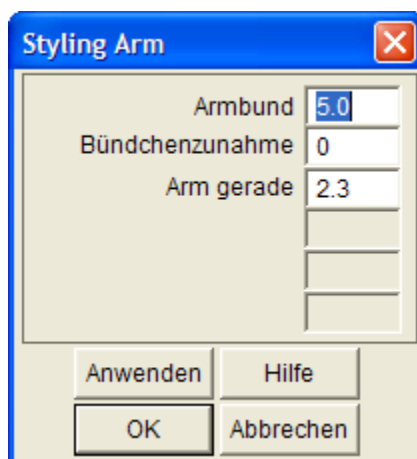 Styling Arm
Armbund 5.0
Bündchenzunahme 0
Arm gerade 2.3
Anwenden Hilfe
OK Abbrechen